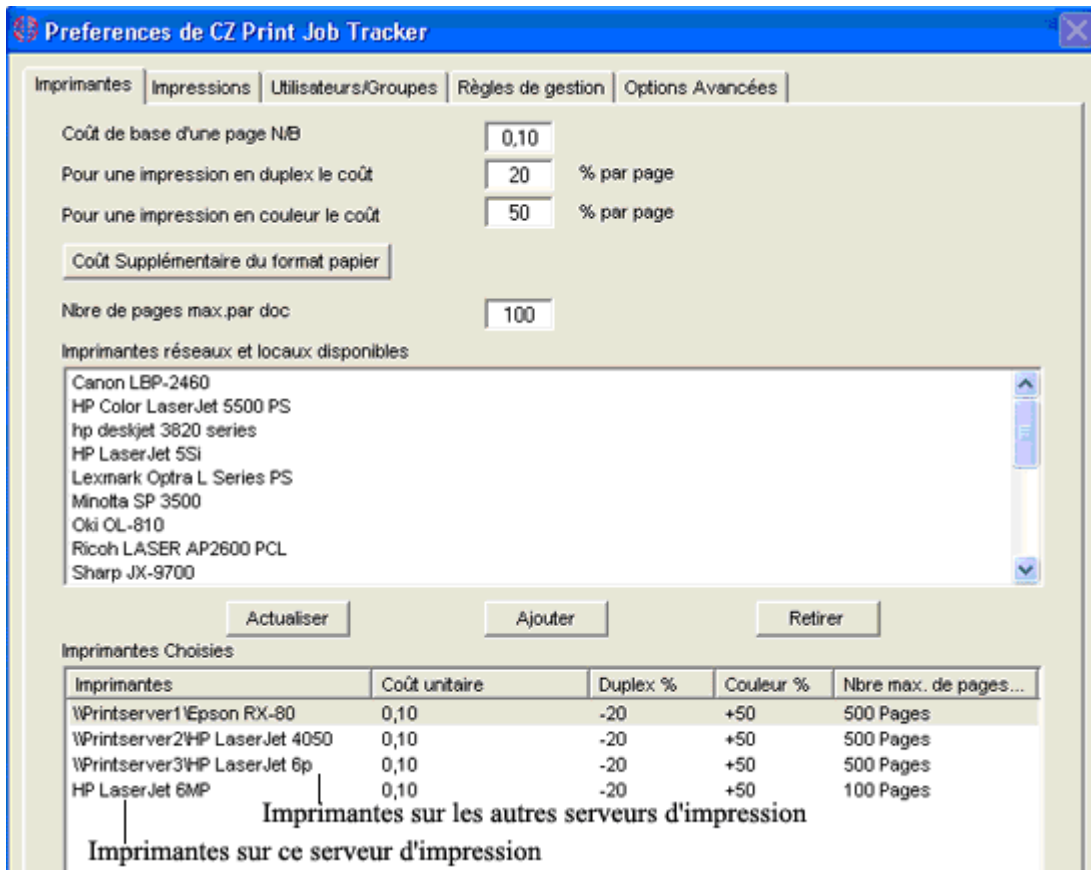 Preferences de CZ Print Job Tracker
Imprimantes Impressions Utilisateurs/Groupes Règles de gestion Options Avancées
Coût de base d'une page N/B 0,10
Pour une impression en duplex le coût 20 % par page
Pour une impression en couleur le coût 50 % par page
Coût Supplémentaire du format papier
Nbre de pages max.par doc 100
Imprimantes réseaux et locaux disponibles
Canon LBP-2460
HP Color LaserJet 5500 PS
hp deskjet 3820 series
HP LaserJet 5Si
Lexmark Optra L Series PS
Minolta SP 3500
Oki OL-810
Ricoh LASER AP2600 PCL
Sharp JX-9700
Actualiser Ajouter Retirer
Imprimantes Choisies
Imprimantes Coût unitaire Duplex % Couleur % Nbre max. de pages...
\\Printserver1\Epson RX-80 0,10 -20 +50 500 Pages
\\Printserver2\HP LaserJet 4050 0,10 -20 +50 500 Pages
\\Printserver3\HP LaserJet 6p 0,10 -20 +50 500 Pages
HP LaserJet 6MP 0,10 -20 +50 100 Pages
Imprimantes sur les autres serveurs d'impression
Imprimantes sur ce serveur d'impression